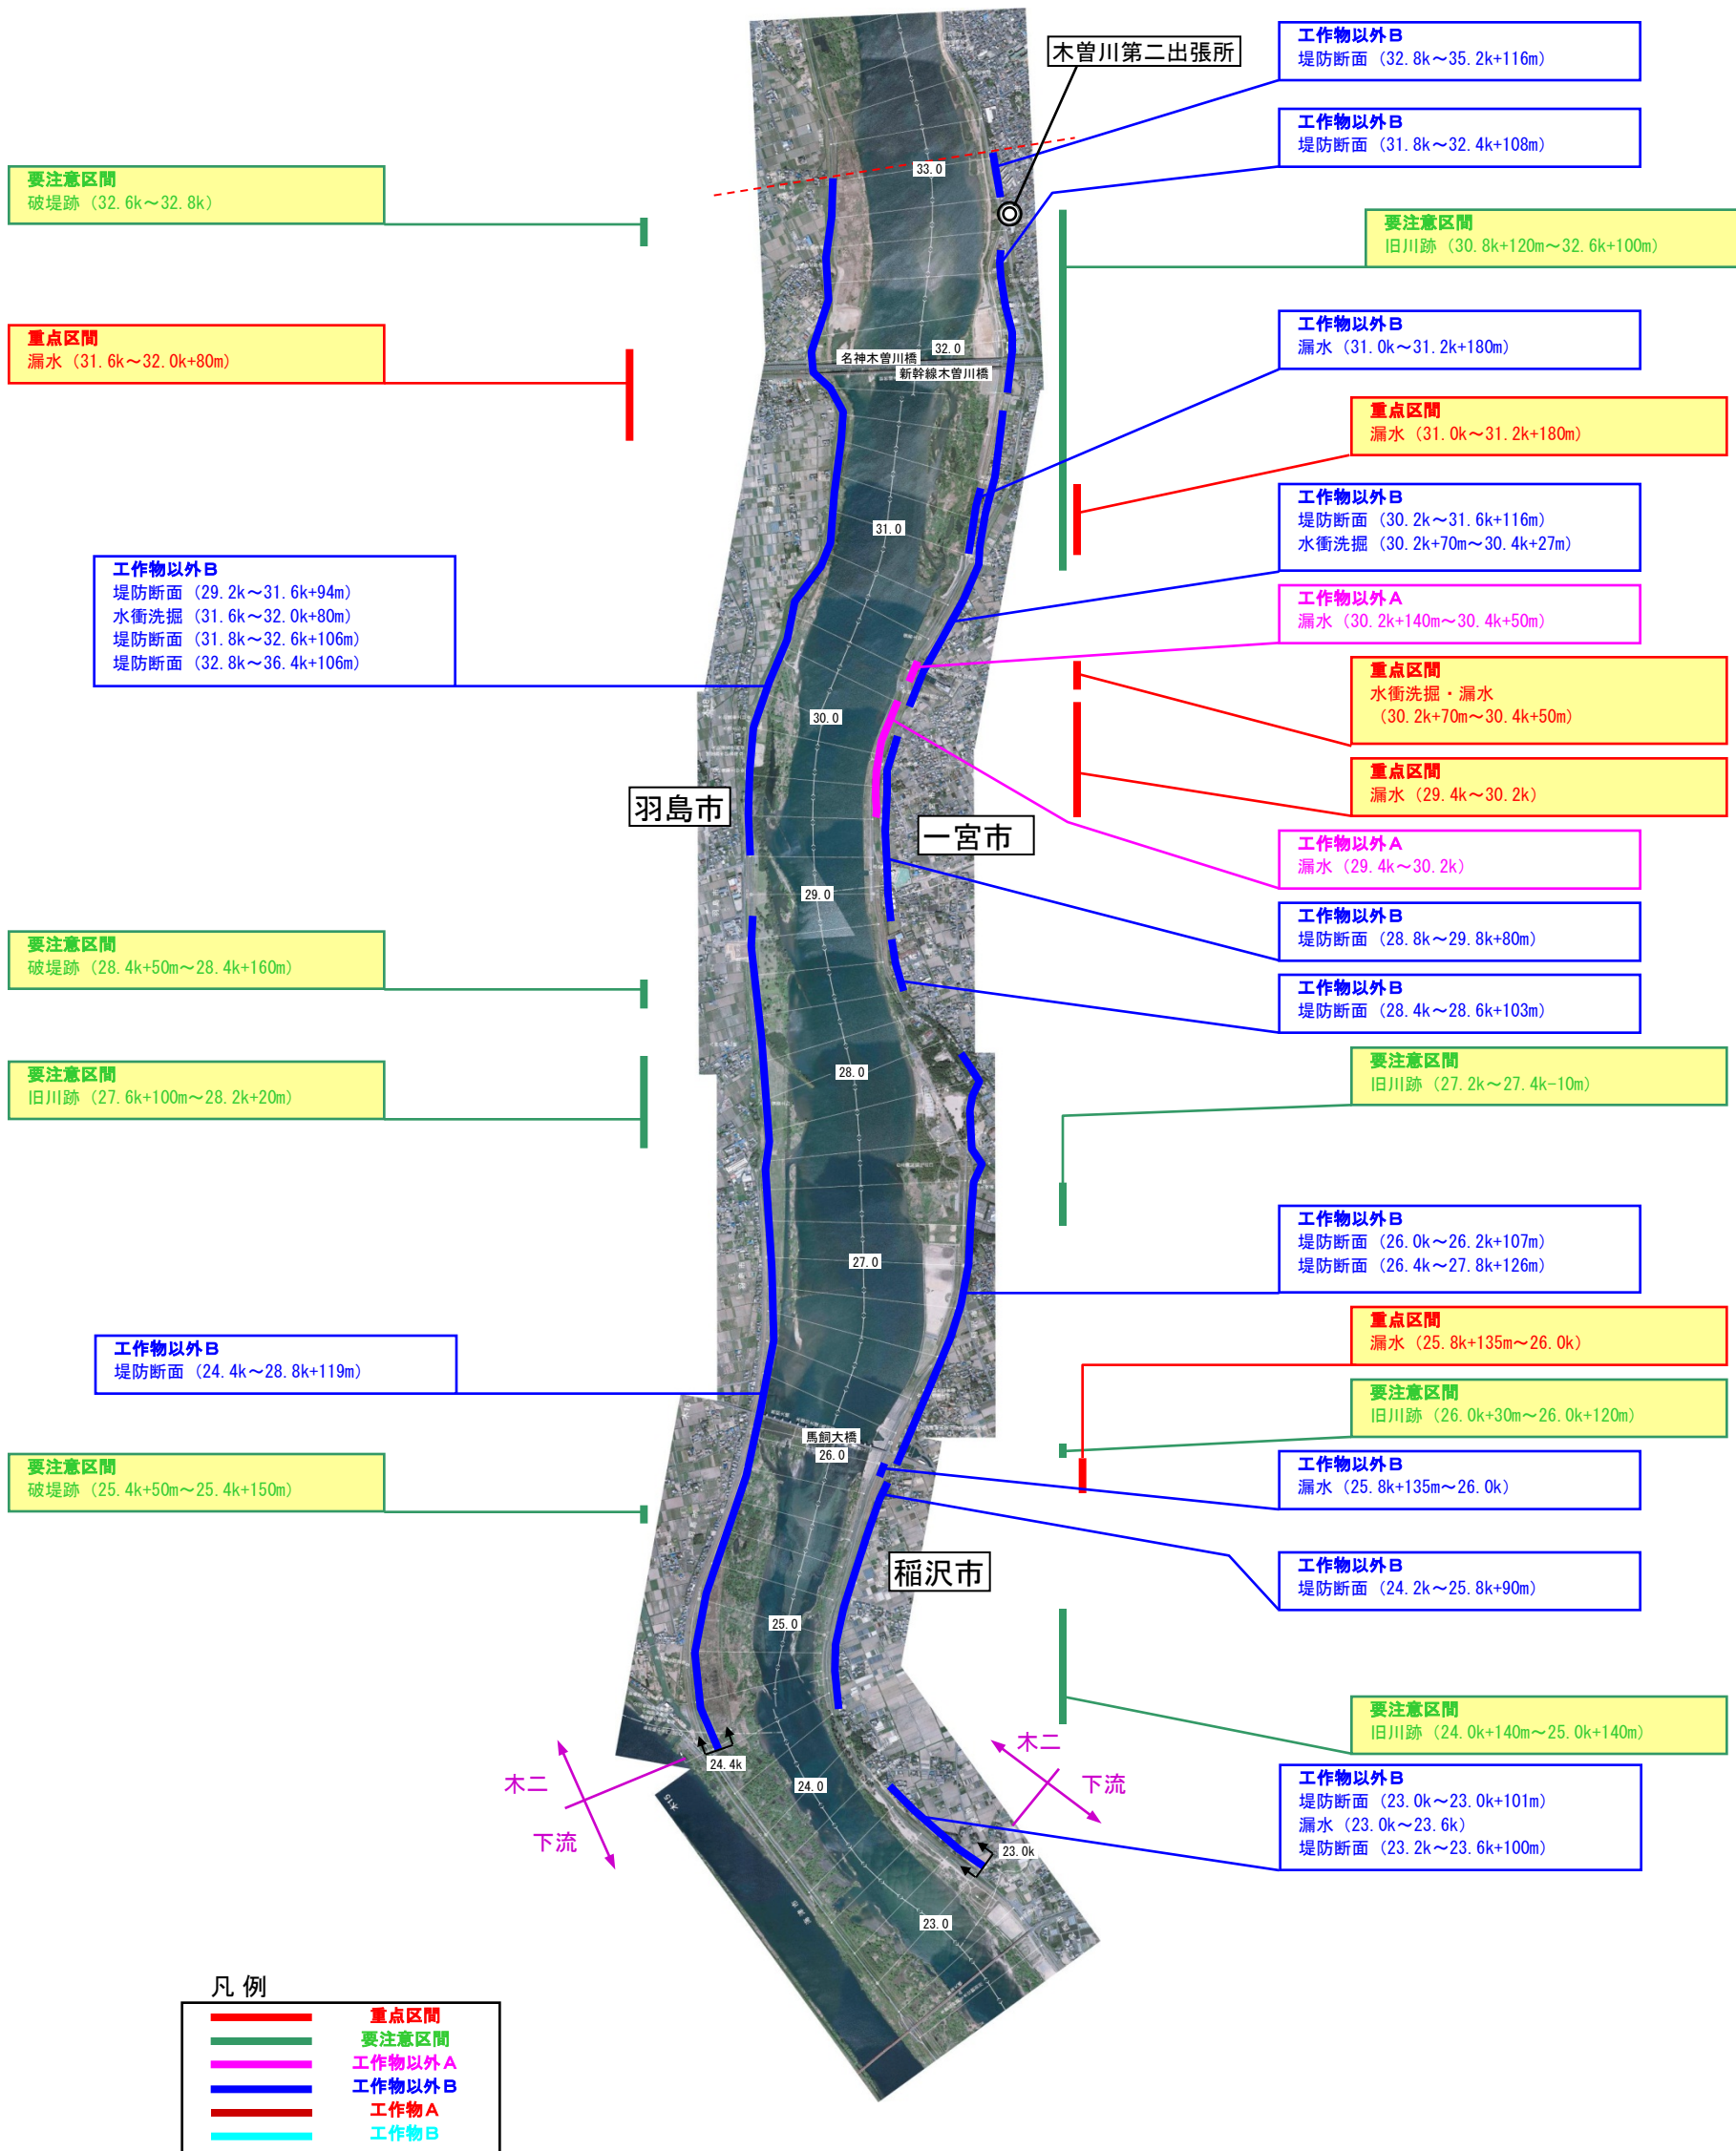 木曽川第二出張所
工作物以外B
堤防断面（32.8k～35.2k+116m）
工作物以外B
堤防断面（31.8k～32.4k+108m）
要注意区間
破堤跡（32.6k～32.8k）
33.0
要注意区間
旧川跡（30.8k+120m～32.6k+100m）
重点区間
漏水（31.6k～32.0k+80m）
工作物以外B
漏水（31.0k～31.2k+180m）
32.0
名神木曽川橋
新幹線木曽川橋
重点区間
漏水（31.0k～31.2k+180m）
工作物以外B
堤防断面（30.2k～31.6k+116m）
水衝洗掘（30.2k+70m～30.4k+27m）
31.0
工作物以外B
堤防断面（29.2k～31.6k+94m）
水衝洗掘（31.6k～32.0k+80m）
堤防断面（31.8k～32.6k+106m）
堤防断面（32.8k～36.4k+106m）
工作物以外A
漏水（30.2k+140m～30.4k+50m）
重点区間
水衝洗掘・漏水
（30.2k+70m～30.4k+50m）
30.0
重点区間
漏水（29.4k～30.2k）
羽島市
一宮市
工作物以外A
漏水（29.4k～30.2k）
29.0
工作物以外B
堤防断面（28.8k～29.8k+80m）
要注意区間
破堤跡（28.4k+50m～28.4k+160m）
工作物以外B
堤防断面（28.4k～28.6k+103m）
28.0
要注意区間
旧川跡（27.6k+100m～28.2k+20m）
要注意区間
旧川跡（27.2k～27.4k-10m）
27.0
工作物以外B
堤防断面（26.0k～26.2k+107m）
堤防断面（26.4k～27.8k+126m）
工作物以外B
堤防断面（24.4k～28.8k+119m）
重点区間
漏水（25.8k+135m～26.0k）
要注意区間
旧川跡（26.0k+30m～26.0k+120m）
馬飼大橋
26.0
要注意区間
破堤跡（25.4k+50m～25.4k+150m）
工作物以外B
漏水（25.8k+135m～26.0k）
稲沢市
工作物以外B
堤防断面（24.2k～25.8k+90m）
25.0
要注意区間
旧川跡（24.0k+140m～25.0k+140m）
24.4k
木二
下流
24.0
木二
下流
工作物以外B
堤防断面（23.0k～23.0k+101m）
漏水（23.0k～23.6k）
堤防断面（23.2k～23.6k+100m）
23.0k
23.0
木15
凡 例
重点区間
要注意区間
工作物以外A
工作物以外B
工作物A
工作物B